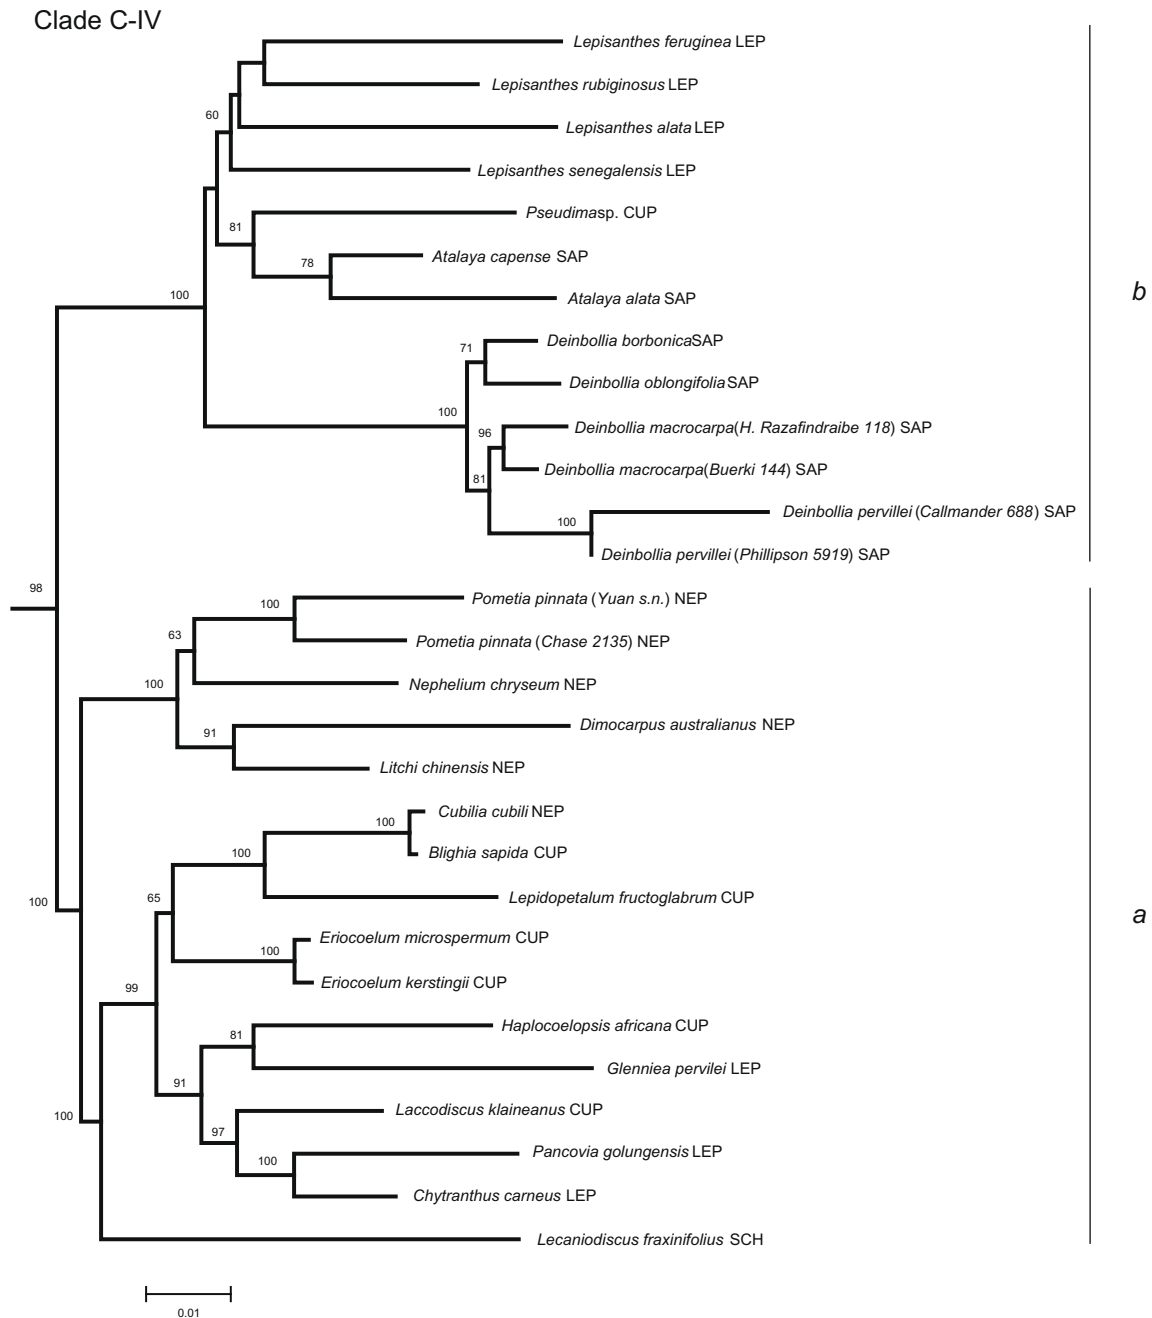 Clade C-IV
Lepisanthes feruginea LEP
Lepisanthes rubiginosus LEP
60
Lepisanthes alata LEP
Lepisanthes senegalensis LEP
Pseudimasp. CUP
81
Atalaya capense SAP
78
Atalaya alata SAP
100
b
Deinbollia borbonicaSAP
71
Deinbollia oblongifolia SAP
100
Deinbollia macrocarpa(H. Razafindraibe 118) SAP
96
Deinbollia macrocarpa(Buerki 144) SAP
81
Deinbollia pervillei (Callmander 688) SAP
100
Deinbollia pervillei (Phillipson 5919) SAP
98
Pometia pinnata (Yuan s.n.) NEP
100
Pometia pinnata (Chase 2135) NEP
63
Nephelium chryseum NEP
100
Dimocarpus australianus NEP
91
Litchi chinensis NEP
Cubilia cubili NEP
100
Blighia sapida CUP
100
Lepidopetalum fructoglabrum CUP
65
100
a
Eriocoelum microspermum CUP
100
Eriocoelum kerstingii CUP
99
Haplocoelopsis africana CUP
81
Glenniea pervilei LEP
91
Laccodiscus klaineanus CUP
100
97
Pancovia golungensis LEP
100
Chytranthus carneus LEP
Lecaniodiscus fraxinifolius SCH
0.01